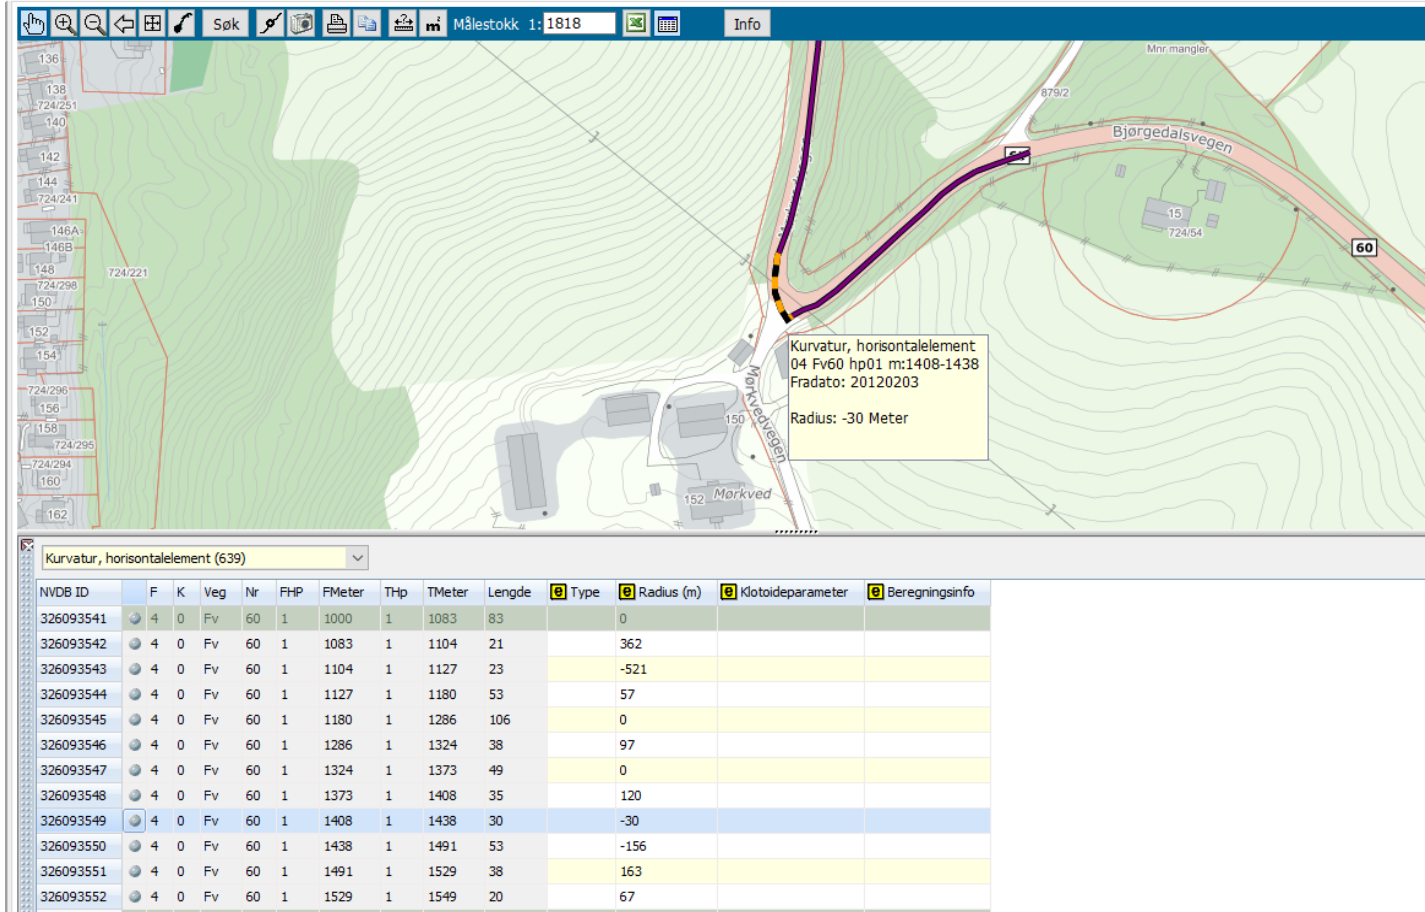 Søk
Målestokk 1: 1818
Info
136
138
724/251
140
142
144
724/241
146A
146B
148
724/298
150
152
154
724/296
156
158
724/295
724/294
160
162
724/221
Mnr mangler
879/2
Bjørgedalsvegen
15
724/54
60
Kurvatur, horisontalelement
04 Fv60 hp01 m:1408-1438
Fradato: 20120203
Radius: -30 Meter
Mørkvedvegen
150
152 Mørkved
Kurvatur, horisontalelement (639)
NVDB ID F K Veg Nr FHP FMeter THp TMeter Lengde e Type e Radius (m) e Klotoideparameter e Beregningsinfo
326093541 4 0 Fv 60 1 1000 1 1083 83 0
326093542 4 0 Fv 60 1 1083 1 1104 21 362
326093543 4 0 Fv 60 1 1104 1 1127 23 -521
326093544 4 0 Fv 60 1 1127 1 1180 53 57
326093545 4 0 Fv 60 1 1180 1 1286 106 0
326093546 4 0 Fv 60 1 1286 1 1324 38 97
326093547 4 0 Fv 60 1 1324 1 1373 49 0
326093548 4 0 Fv 60 1 1373 1 1408 35 120
326093549 4 0 Fv 60 1 1408 1 1438 30 -30
326093550 4 0 Fv 60 1 1438 1 1491 53 -156
326093551 4 0 Fv 60 1 1491 1 1529 38 163
326093552 4 0 Fv 60 1 1529 1 1549 20 67